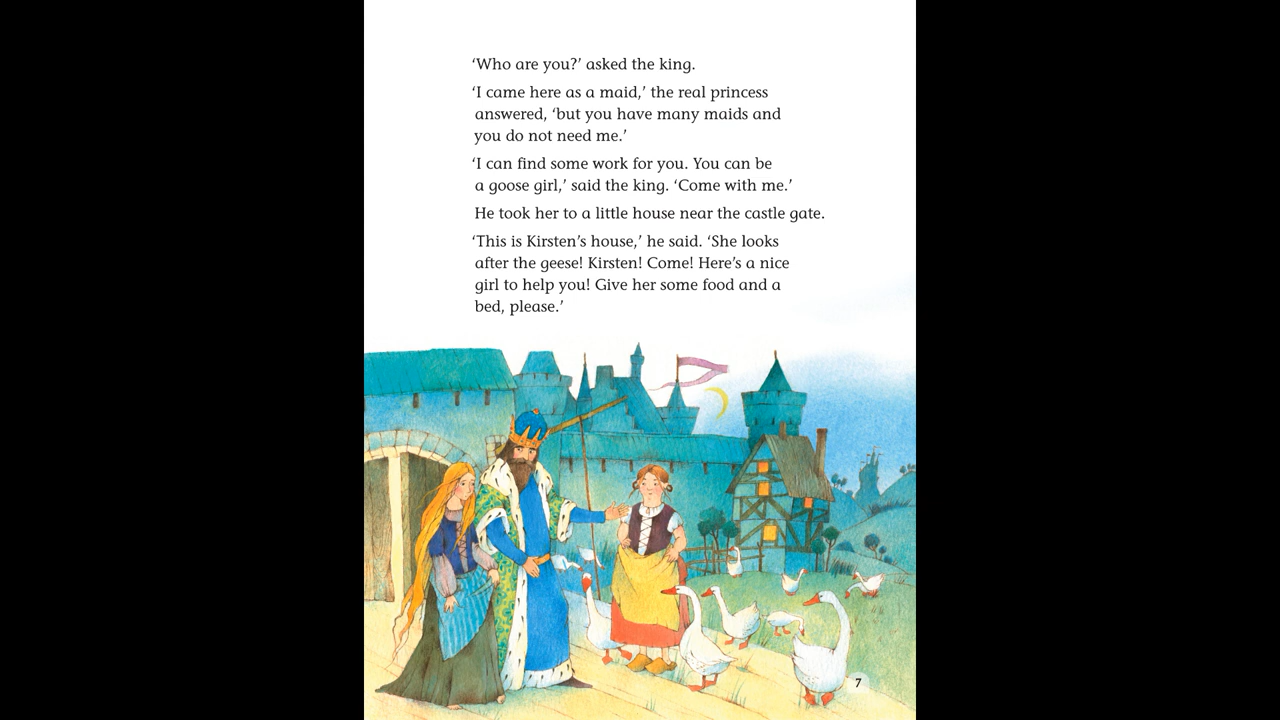 ‘Who are you?’ asked the king.
‘I came here as a maid,’ the real princess
answered, ‘but you have many maids and
you do not need me.’
‘I can find some work for you. You can be
a goose girl,’ said the king. ‘Come with me.’
He took her to a little house near the castle gate.
‘This is Kirsten’s house,’ he said. ‘She looks
after the geese! Kirsten! Come! Here’s a nice
girl to help you! Give her some food and a
bed, please.’
7